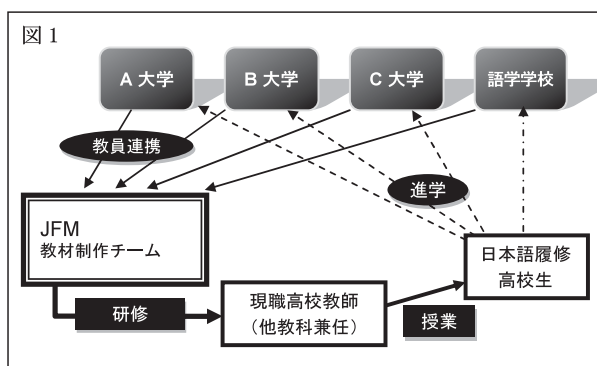 図1
A 大学
B 大学
C 大学
語学学校
教員連携
進学
JFM
教材制作チーム
日本語履修
高校生
研修
現職高校教師
(他教科兼任)
授業